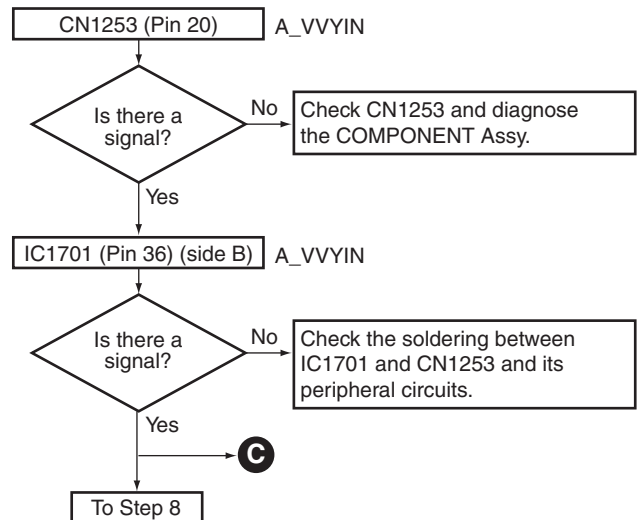 CN1253 (Pin 20)
A_VVYIN
Is there a
signal?
No
Check CN1253 and diagnose
the COMPONENT Assy.
Yes
IC1701 (Pin 36) (side B)
A_VVYIN
Is there a
signal?
No
Check the soldering between
IC1701 and CN1253 and its
peripheral circuits.
Yes
C
To Step 8